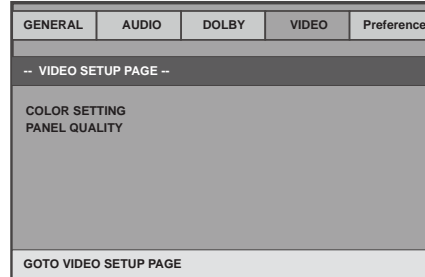 GENERAL AUDIO DOLBY VIDEO Preference
-- VIDEO SETUP PAGE --
COLOR SETTING
PANEL QUALITY
GOTO VIDEO SETUP PAGE